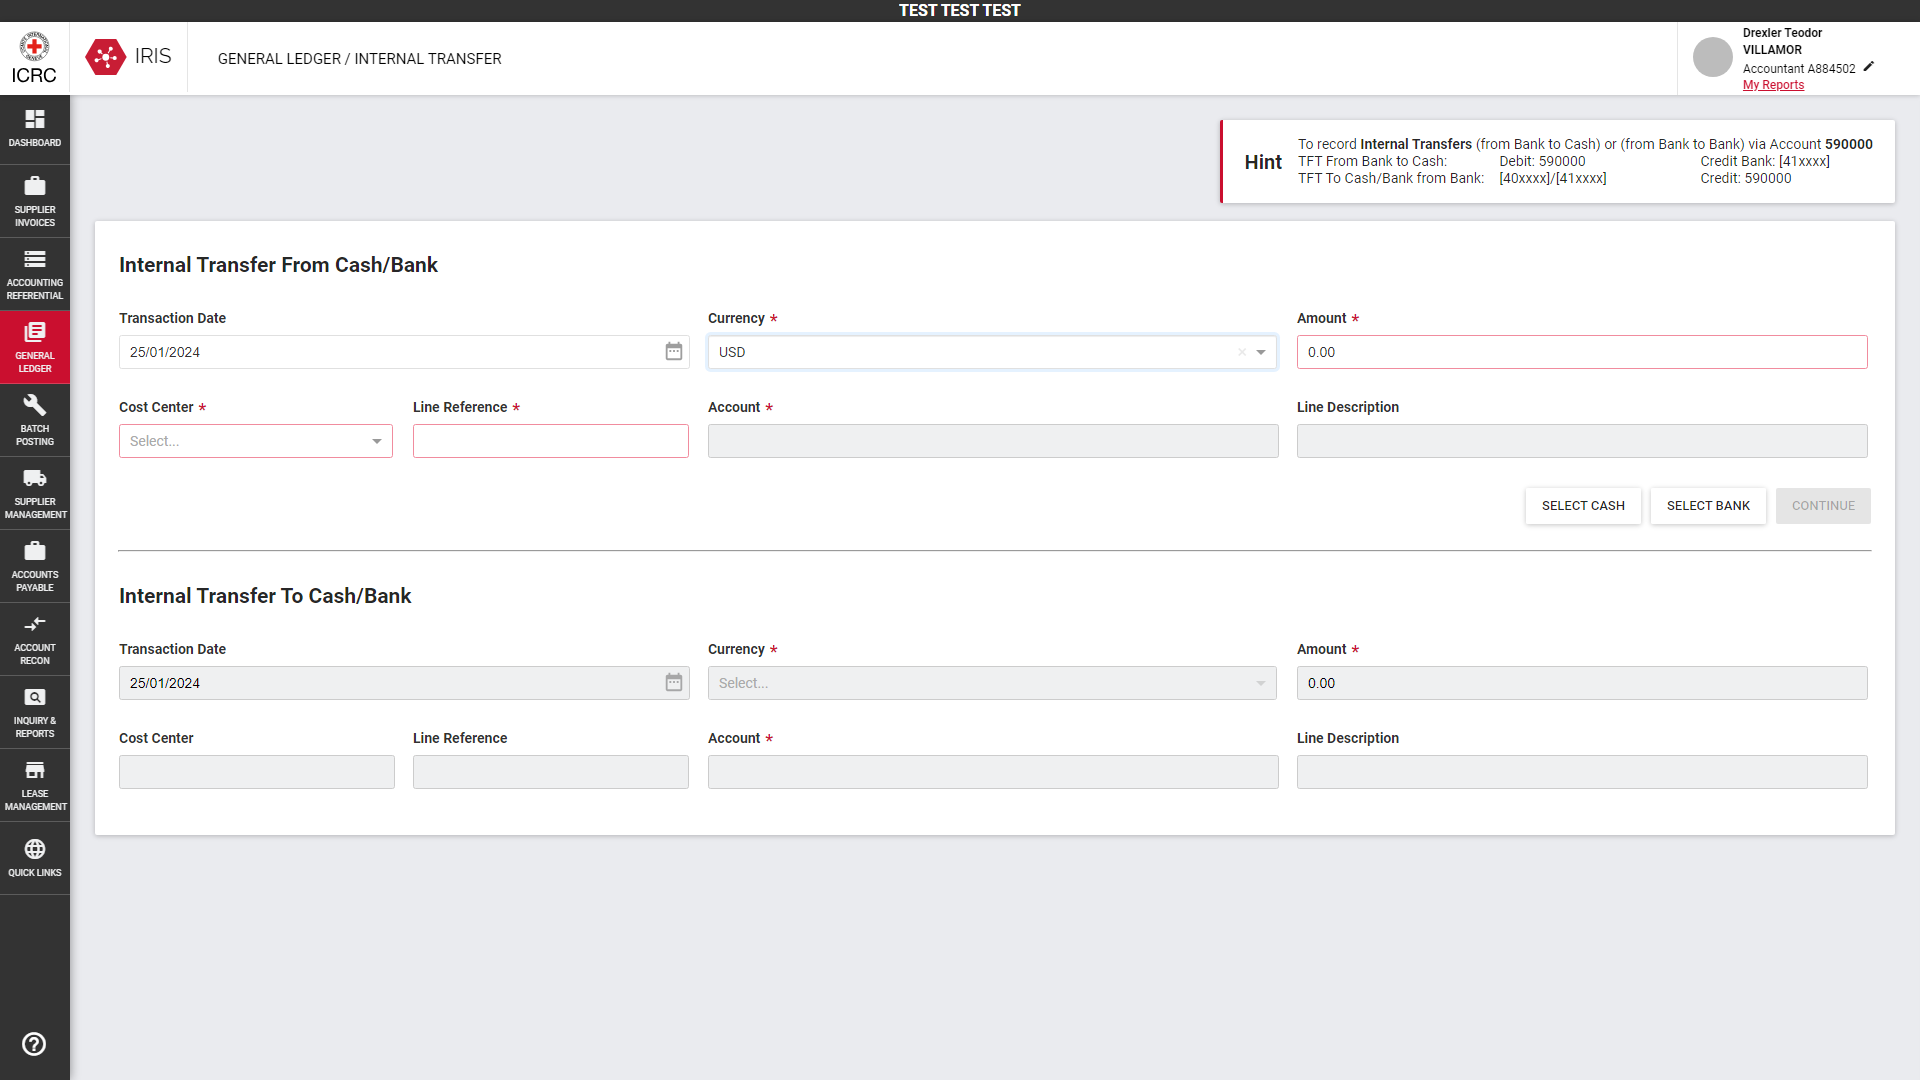 TEST TEST TEST
ICRC
IRIS
GENERAL LEDGER / INTERNAL TRANSFER
Drexler Teodor
VILLAMOR
Accountant A884502
My Reports
DASHBOARD
SUPPLIER
INVOICES
ACCOUNTING
REFERENTIAL
GENERAL
LEDGER
BATCH
POSTING
SUPPLIER
MANAGEMENT
ACCOUNTS
PAYABLE
ACCOUNT
RECON
INQUIRY &
REPORTS
LEASE
MANAGEMENT
QUICK LINKS
Hint
To record Internal Transfers (from Bank to Cash) or (from Bank to Bank) via Account 590000
TFT From Bank to Cash: Debit: 590000 Credit Bank: [41xxxx]
TFT To Cash/Bank from Bank: [40xxxx]/[41xxxx] Credit: 590000
Internal Transfer From Cash/Bank
Transaction Date Currency * Amount *
25/01/2024 USD 0.00
Cost Center * Line Reference * Account * Line Description
Select...
SELECT CASH SELECT BANK CONTINUE
Internal Transfer To Cash/Bank
Transaction Date Currency * Amount *
25/01/2024 Select... 0.00
Cost Center Line Reference Account * Line Description